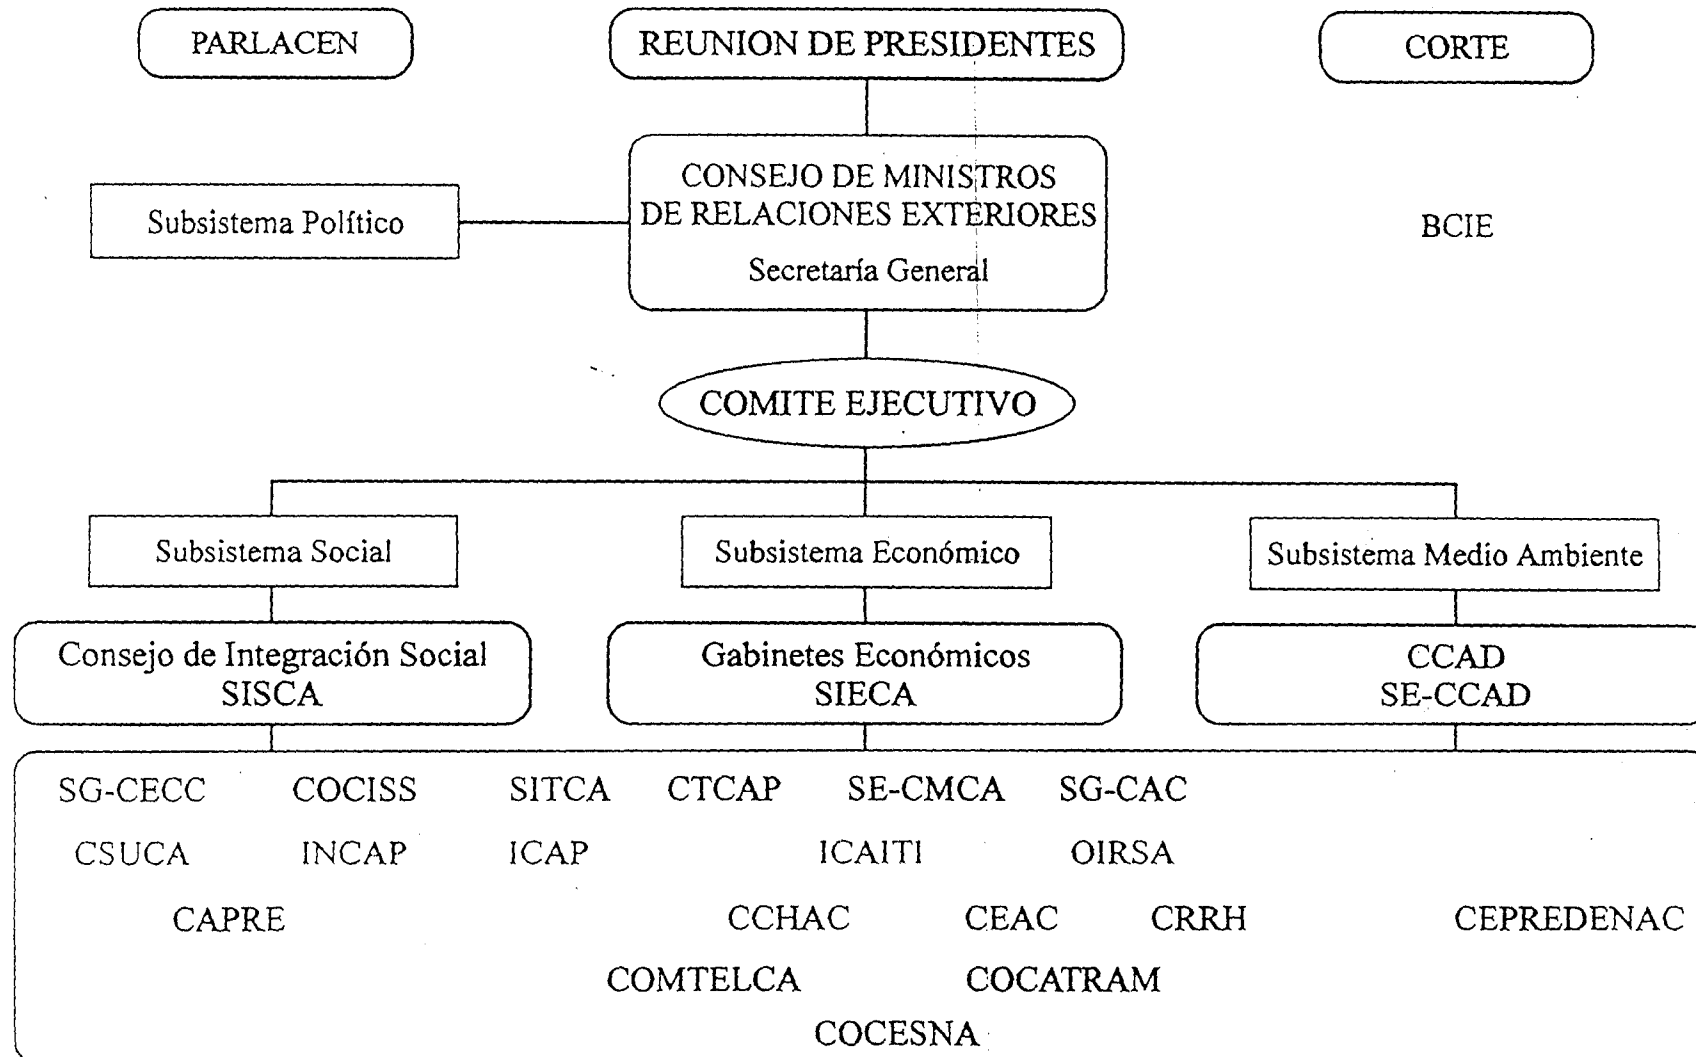 PARLACEN
REUNION DE PRESIDENTES
CORTE
CONSEJO DE MINISTROS
DE RELACIONES EXTERIORES
Secretaría General
Subsistema Político
BCIE
COMITE EJECUTIVO
Subsistema Social
Subsistema Económico
Subsistema Medio Ambiente
Consejo de Integración Social
SISCA
Gabinetes Económicos
SIECA
CCAD
SE-CCAD
SG-CECC COCISS SITCA CTCAP SE-CMCA SG-CAC
CSUCA INCAP ICAP ICAITI OIRSA
CAPRE CCHAC CEAC CRRH CEPREDENAC
COMTELCA COCATRAM
COCESNA